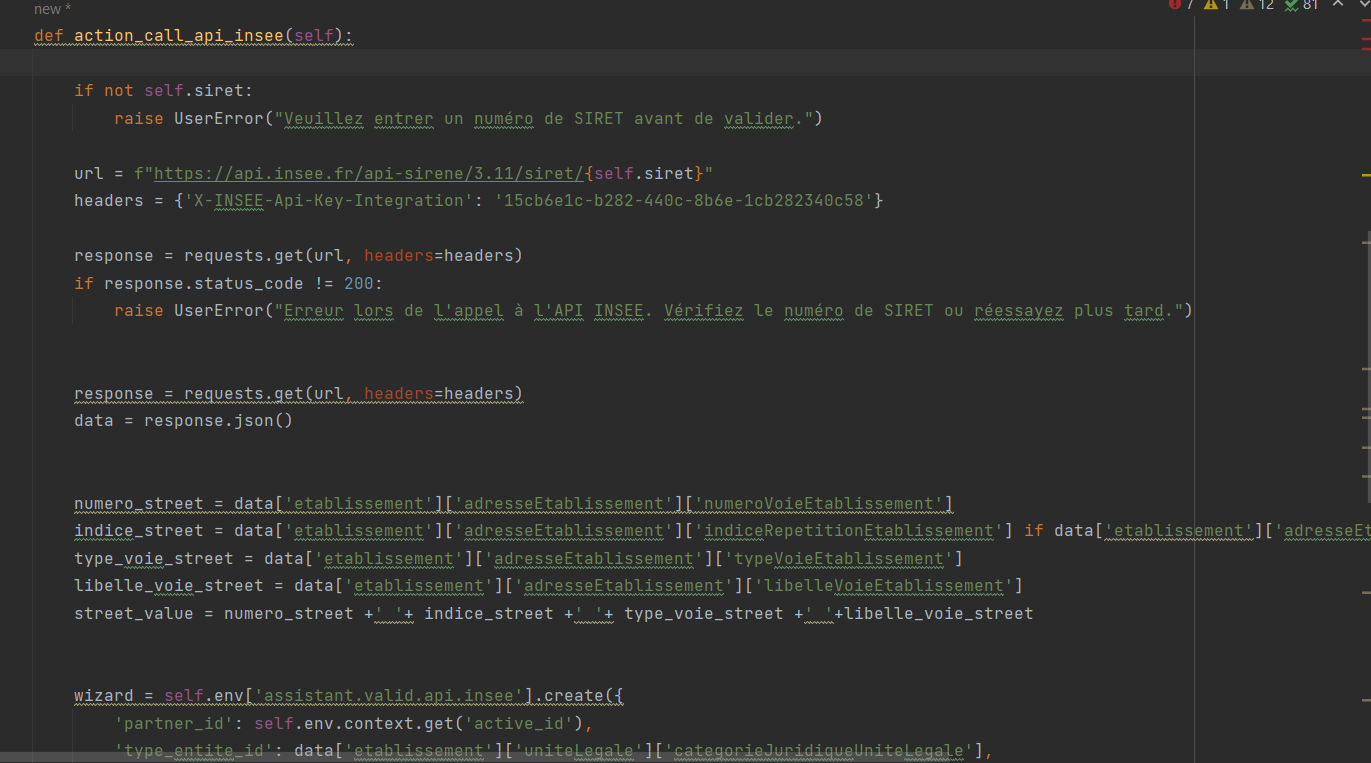 new *
7 1 12 81
def action_call_api_insee(self):
if not self.siret:
raise UserError("Veuillez entrer un numéro de SIRET avant de valider.")
url = f"https://api.insee.fr/api-sirene/3.11/siret/{self.siret}"
headers = {'X-INSEE-Api-Key-Integration': '15cb6e1c-b282-440c-8b6e-1cb282340c58'}
response = requests.get(url, headers=headers)
if response.status_code != 200:
raise UserError("Erreur lors de l'appel à l'API INSEE. Vérifiez le numéro de SIRET ou réessayez plus tard.")
response = requests.get(url, headers=headers)
data = response.json()
numero_street = data['etablissement']['adresseEtablissement']['numeroVoieEtablissement']
indice_street = data['etablissement']['adresseEtablissement']['indiceRepetitionEtablissement'] if data['etablissement']['adresseEt
type_voie_street = data['etablissement']['adresseEtablissement']['typeVoieEtablissement']
libelle_voie_street = data['etablissement']['adresseEtablissement']['libelleVoieEtablissement']
street_value = numero_street +' '+ indice_street +' '+ type_voie_street +' '+libelle_voie_street
wizard = self.env['assistant.valid.api.insee'].create({
'partner_id': self.env.context.get('active_id'),
'type_entite_id': data['etablissement']['uniteLegale']['categorieJuridiqueUniteLegale'],